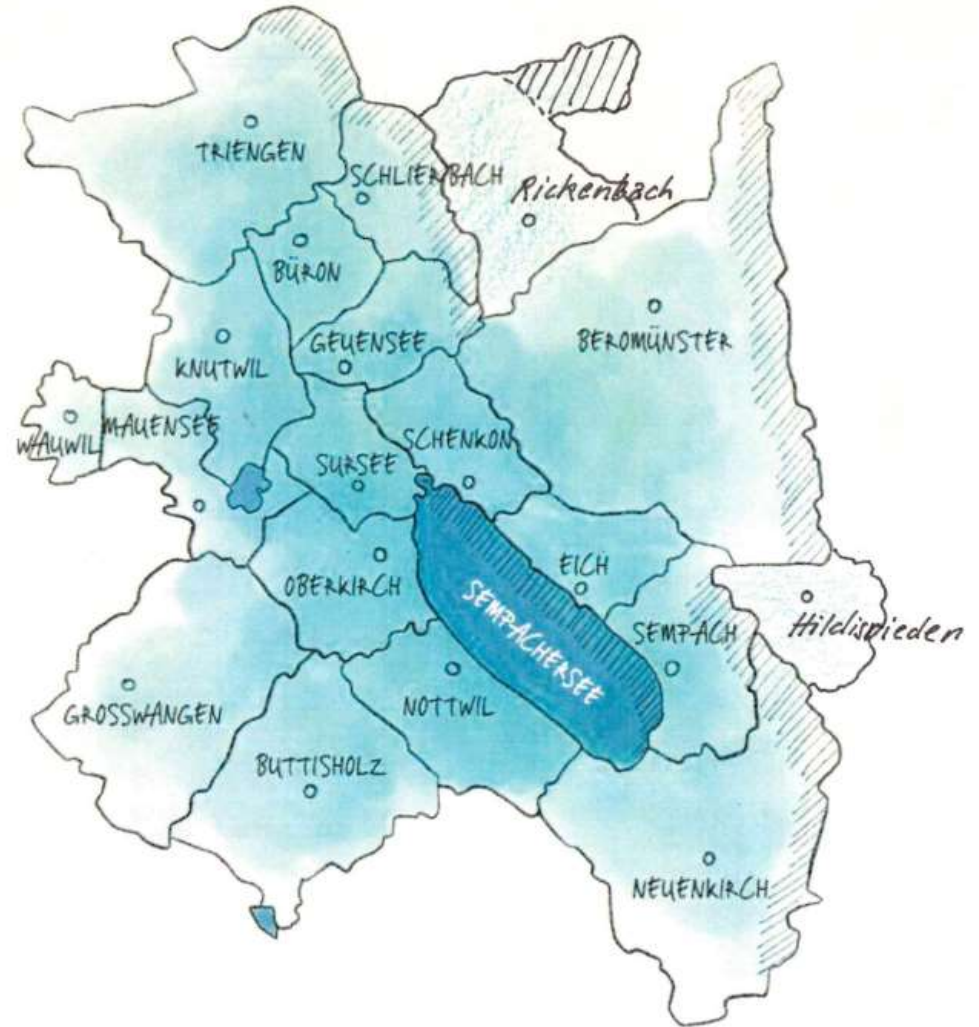 TRIENGEN
SCHLIERBACH
Rickenbach
BÜRON
GEUENSEE
BEROMÜNSTER
KNUTWIL
WAUWIL
MAUENSEE
SURSEE
SCHENKON
OBERKIRCH
EICH
SEMPACHERSEE
SEMPACH
Hildisrieden
GROSSWANGEN
NOTTWIL
BUTTISHOLZ
NEUENKIRCH